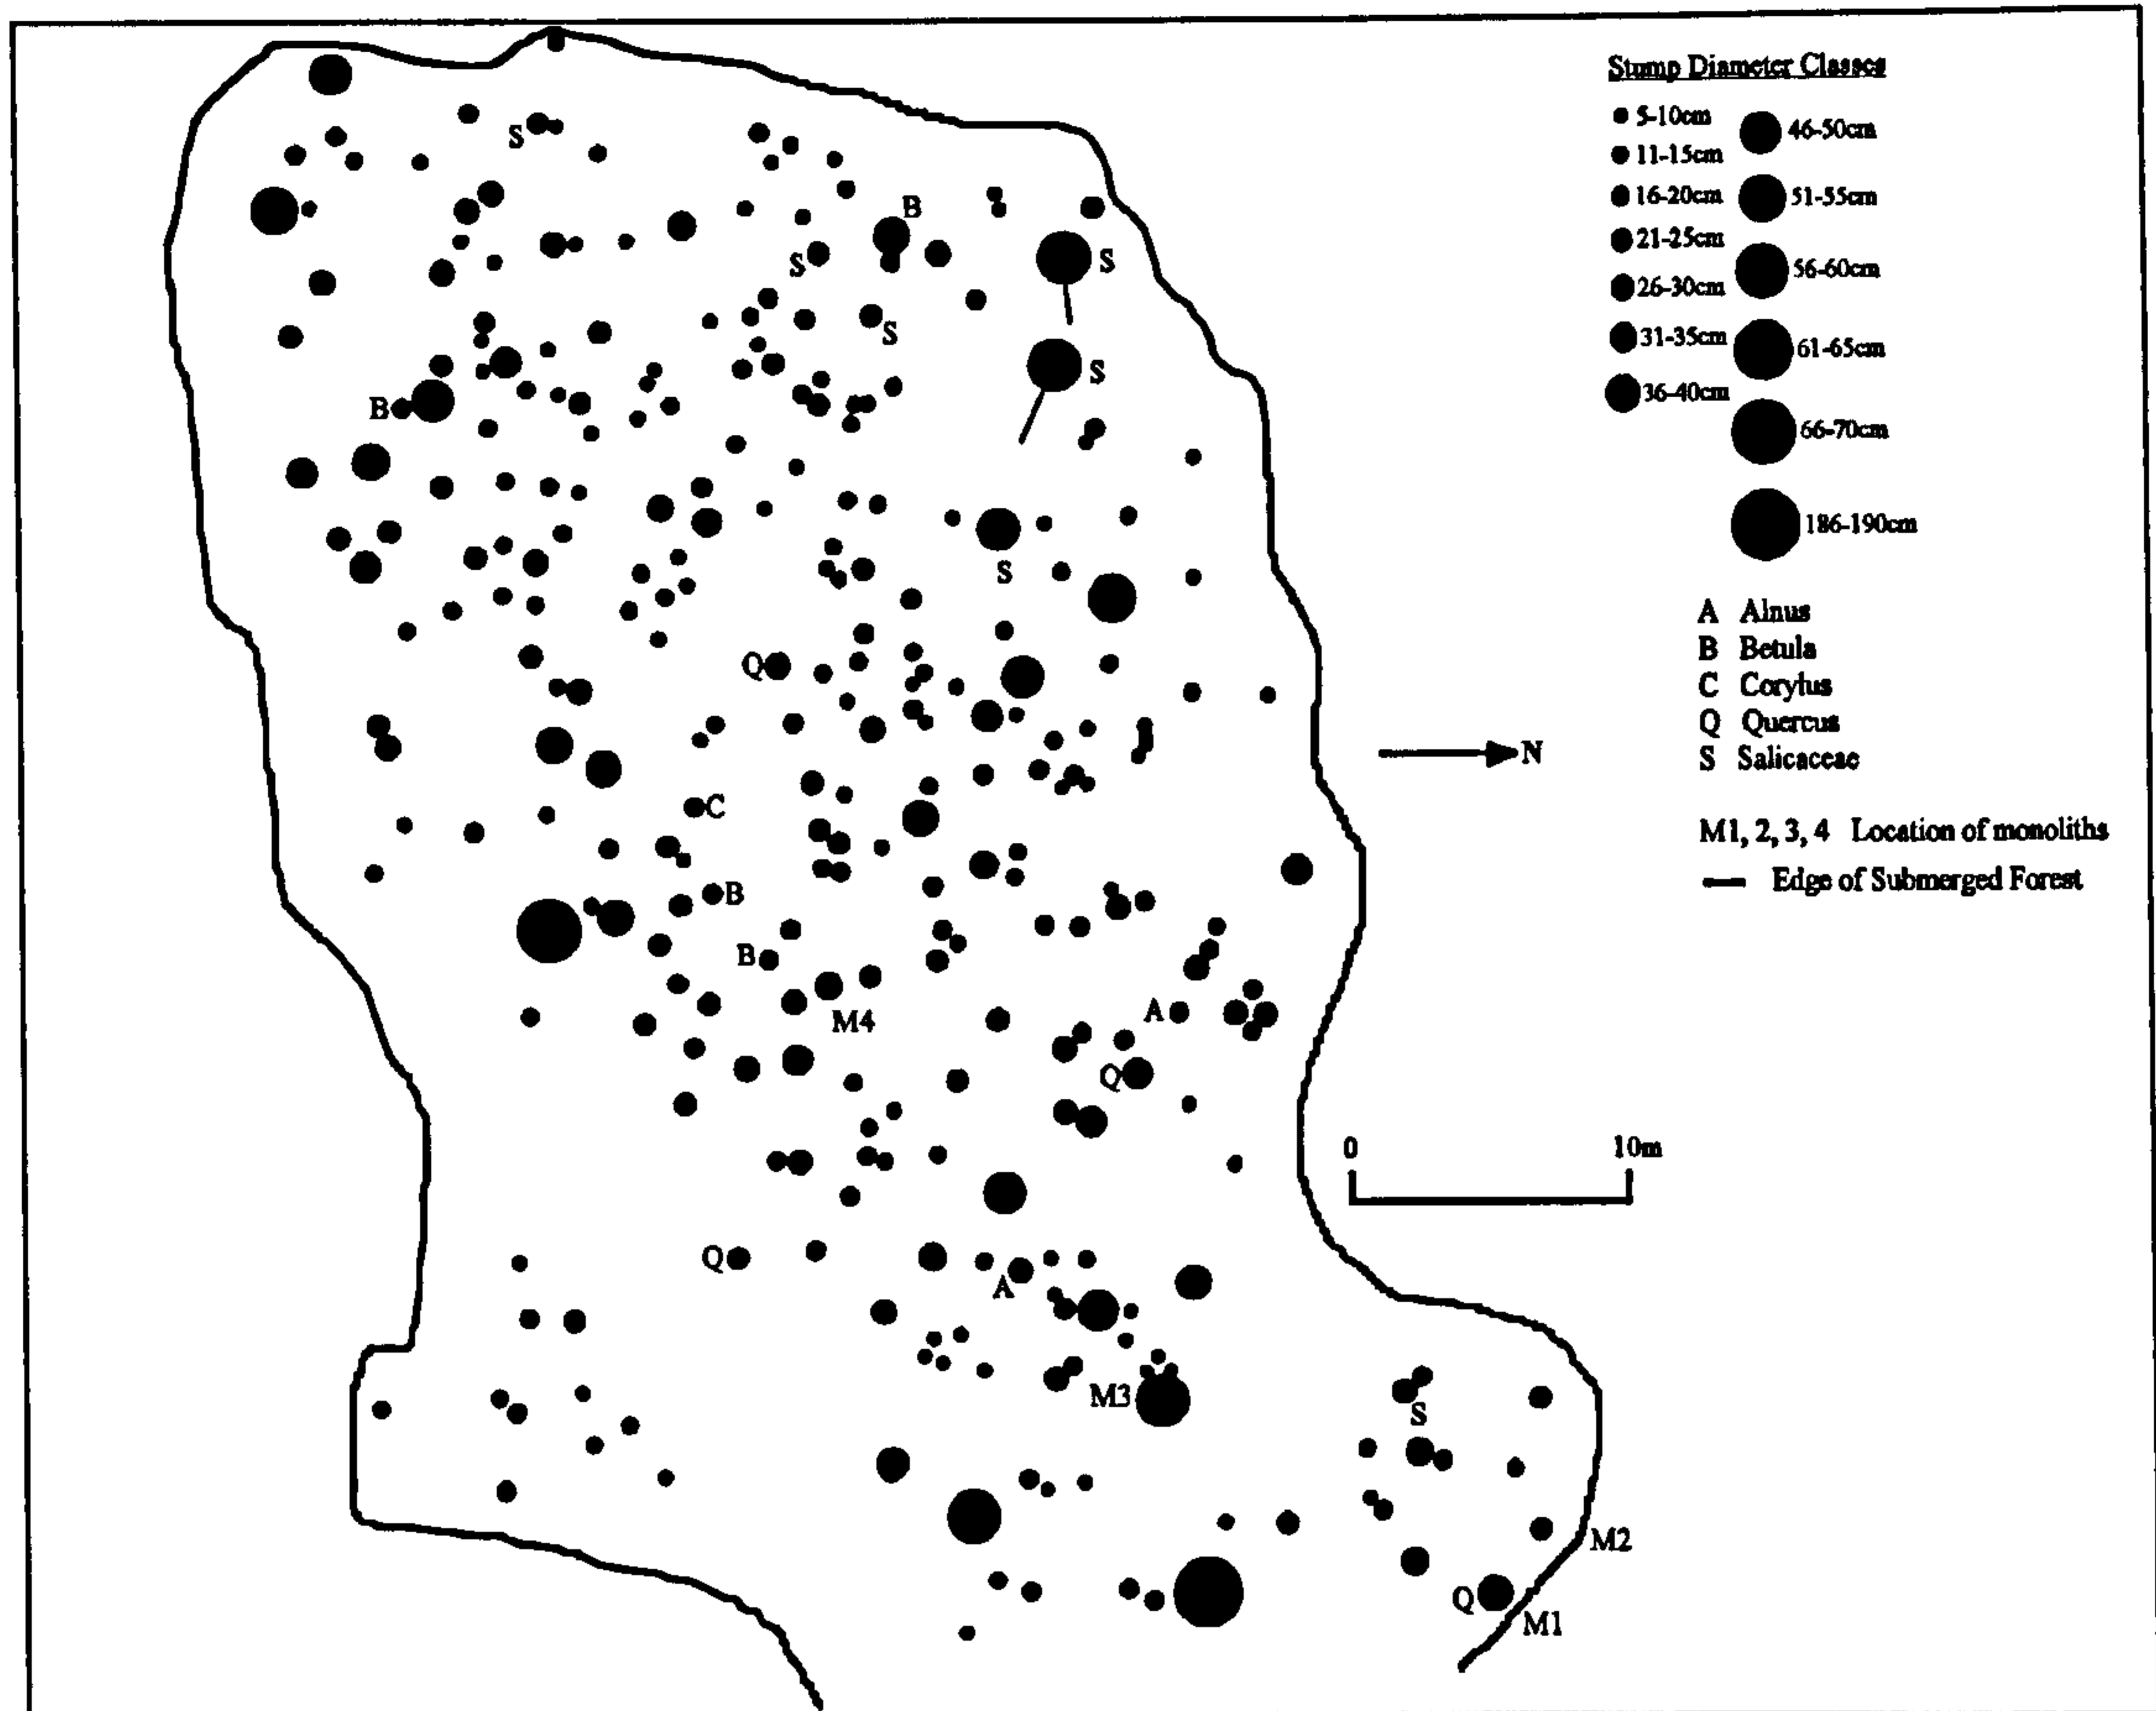 Stump Diameter Classes
5-10cm
11-15cm
16-20cm
21-25cm
26-30cm
31-35cm
36-40cm
46-50cm
51-55cm
56-60cm
61-65cm
66-70cm
186-190cm
A Alnus
B Betula
C Corylus
Q Quercus
S Salicaceae
M1, 2, 3, 4 Location of monoliths
Edge of Submerged Forest
N
0 10m
S
B
S
S
S
S
B
S
Q
C
B
B
M4
A
Q
Q
A
M3
S
M2
Q
M1